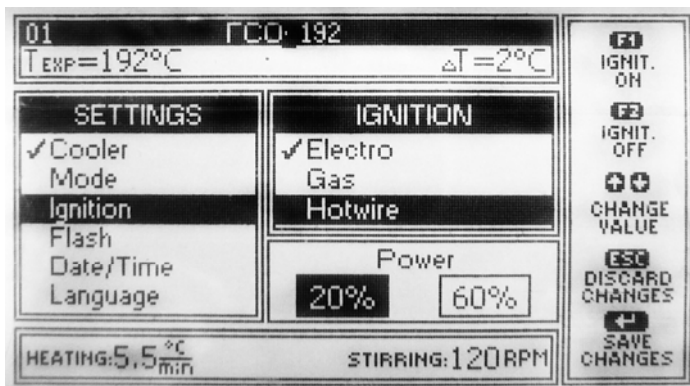 01 ГСО· 192
TEXP=192°C ΔT=2°C
SETTINGS
✓Cooler
Mode
Ignition
Flash
Date/Time
Language
IGNITION
✓Electro
Gas
Hotwire
Power
20% 60%
HEATING:5.5 °C/min STIRRING:120 RPM
F1
IGNIT.
ON
F2
IGNIT.
OFF
CHANGE
VALUE
ESC
DISCARD
CHANGES
SAVE
CHANGES